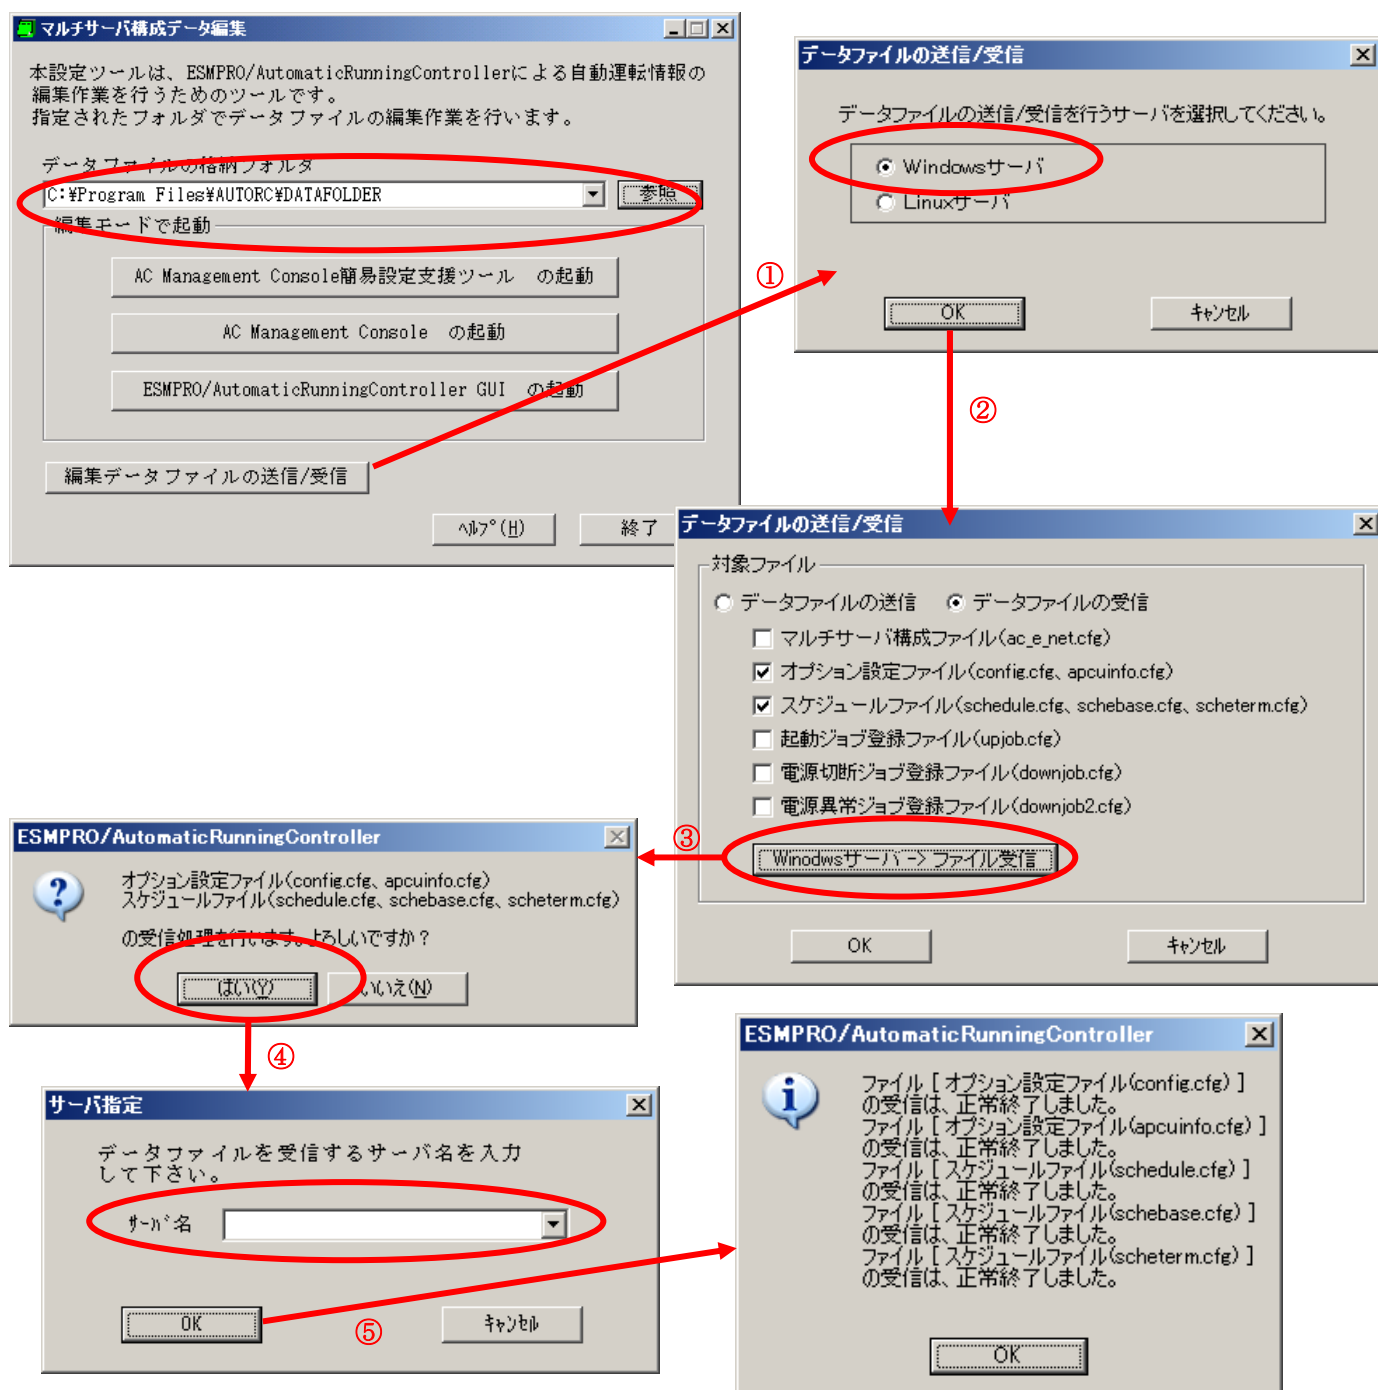 マルチサーバ構成データ編集
本設定ツールは、ESMPRO/AutomaticRunningControllerによる自動運転情報の
編集作業を行うためのツールです。
指定されたフォルダでデータファイルの編集作業を行います。
データファイルの格納フォルダ
C:¥Program Files¥AUTORC¥DATAFOLDER
参照
編集モードで起動
AC Management Console簡易設定支援ツール の起動
AC Management Console の起動
ESMPRO/AutomaticRunningController GUI の起動
編集データファイルの送信/受信
ﾍﾙﾌﾟ(H)
終了
①
データファイルの送信/受信
データファイルの送信/受信を行うサーバを選択してください。
Windowsサーバ
Linuxサーバ
OK
ｷｬﾝｾﾙ
②
データファイルの送信/受信
対象ファイル
データファイルの送信
データファイルの受信
マルチサーバ構成ファイル(ac_e_net.cfg)
オプション設定ファイル(config.cfg、apcuinfo.cfg)
スケジュールファイル(schedule.cfg、schebase.cfg、scheterm.cfg)
起動ジョブ登録ファイル(upjob.cfg)
電源切断ジョブ登録ファイル(downjob.cfg)
電源異常ジョブ登録ファイル(downjob2.cfg)
Winodwsサーバ -> ファイル受信
OK
ｷｬﾝｾﾙ
③
ESMPRO/AutomaticRunningController
オプション設定ファイル(config.cfg、apcuinfo.cfg)
スケジュールファイル(schedule.cfg、schebase.cfg、scheterm.cfg)
の受信処理を行います。よろしいですか？
はい(Y)
いいえ(N)
④
サーバ指定
データファイルを受信するサーバ名を入力
して下さい。
ｻｰﾊﾞ名
OK
ｷｬﾝｾﾙ
⑤
ESMPRO/AutomaticRunningController
ファイル [ オプション設定ファイル(config.cfg) ]
の受信は、正常終了しました。
ファイル [ オプション設定ファイル(apcuinfo.cfg) ]
の受信は、正常終了しました。
ファイル [ スケジュールファイル(schedule.cfg) ]
の受信は、正常終了しました。
ファイル [ スケジュールファイル(schebase.cfg) ]
の受信は、正常終了しました。
ファイル [ スケジュールファイル(scheterm.cfg) ]
の受信は、正常終了しました。
OK